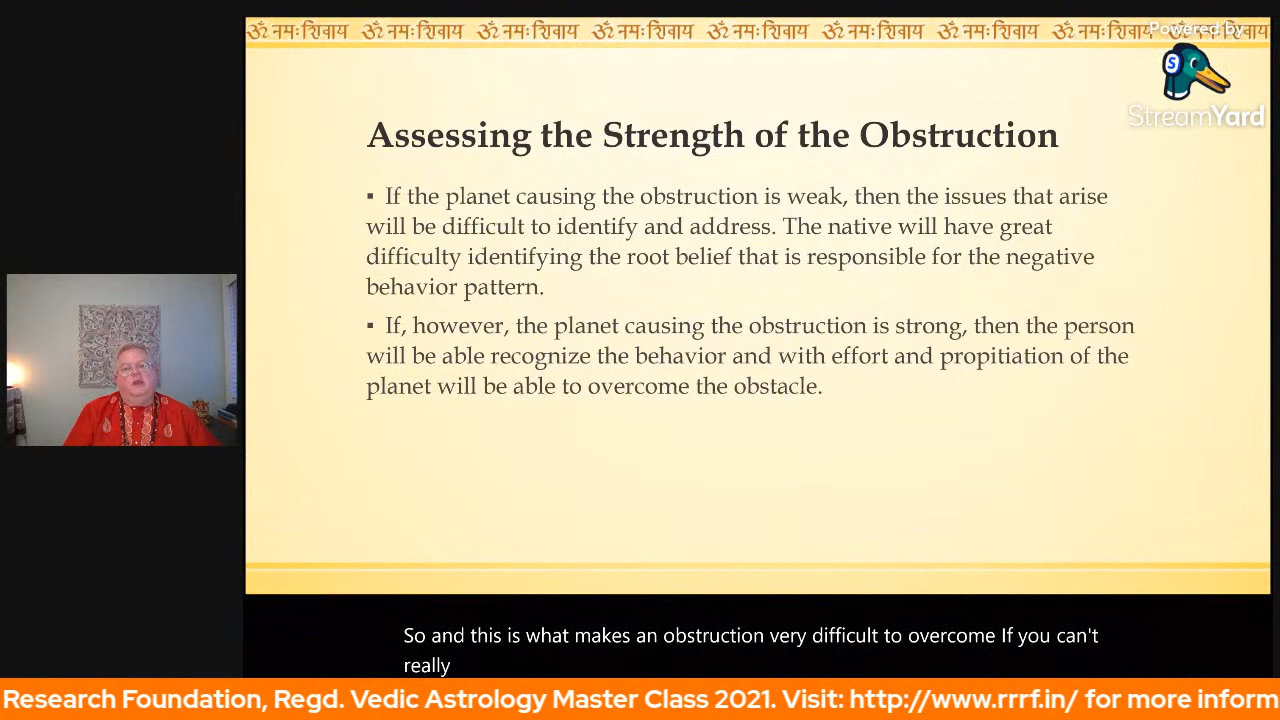 ॐ नमः शिवाय ॐ नमः शिवाय ॐ नमः शिवाय ॐ नमः शिवाय ॐ नमः शिवाय ॐ नमः शिवाय ॐ नमः शिवाय ॐ नमः शिवाय ॐ नमः शिवाय
Powered by
StreamYard
Assessing the Strength of the Obstruction
▪ If the planet causing the obstruction is weak, then the issues that arise
will be difficult to identify and address. The native will have great
difficulty identifying the root belief that is responsible for the negative
behavior pattern.
▪ If, however, the planet causing the obstruction is strong, then the person
will be able recognize the behavior and with effort and propitiation of the
planet will be able to overcome the obstacle.
So and this is what makes an obstruction very difficult to overcome If you can't
really
Research Foundation, Regd. Vedic Astrology Master Class 2021. Visit: http://www.rrrf.in/ for more inform